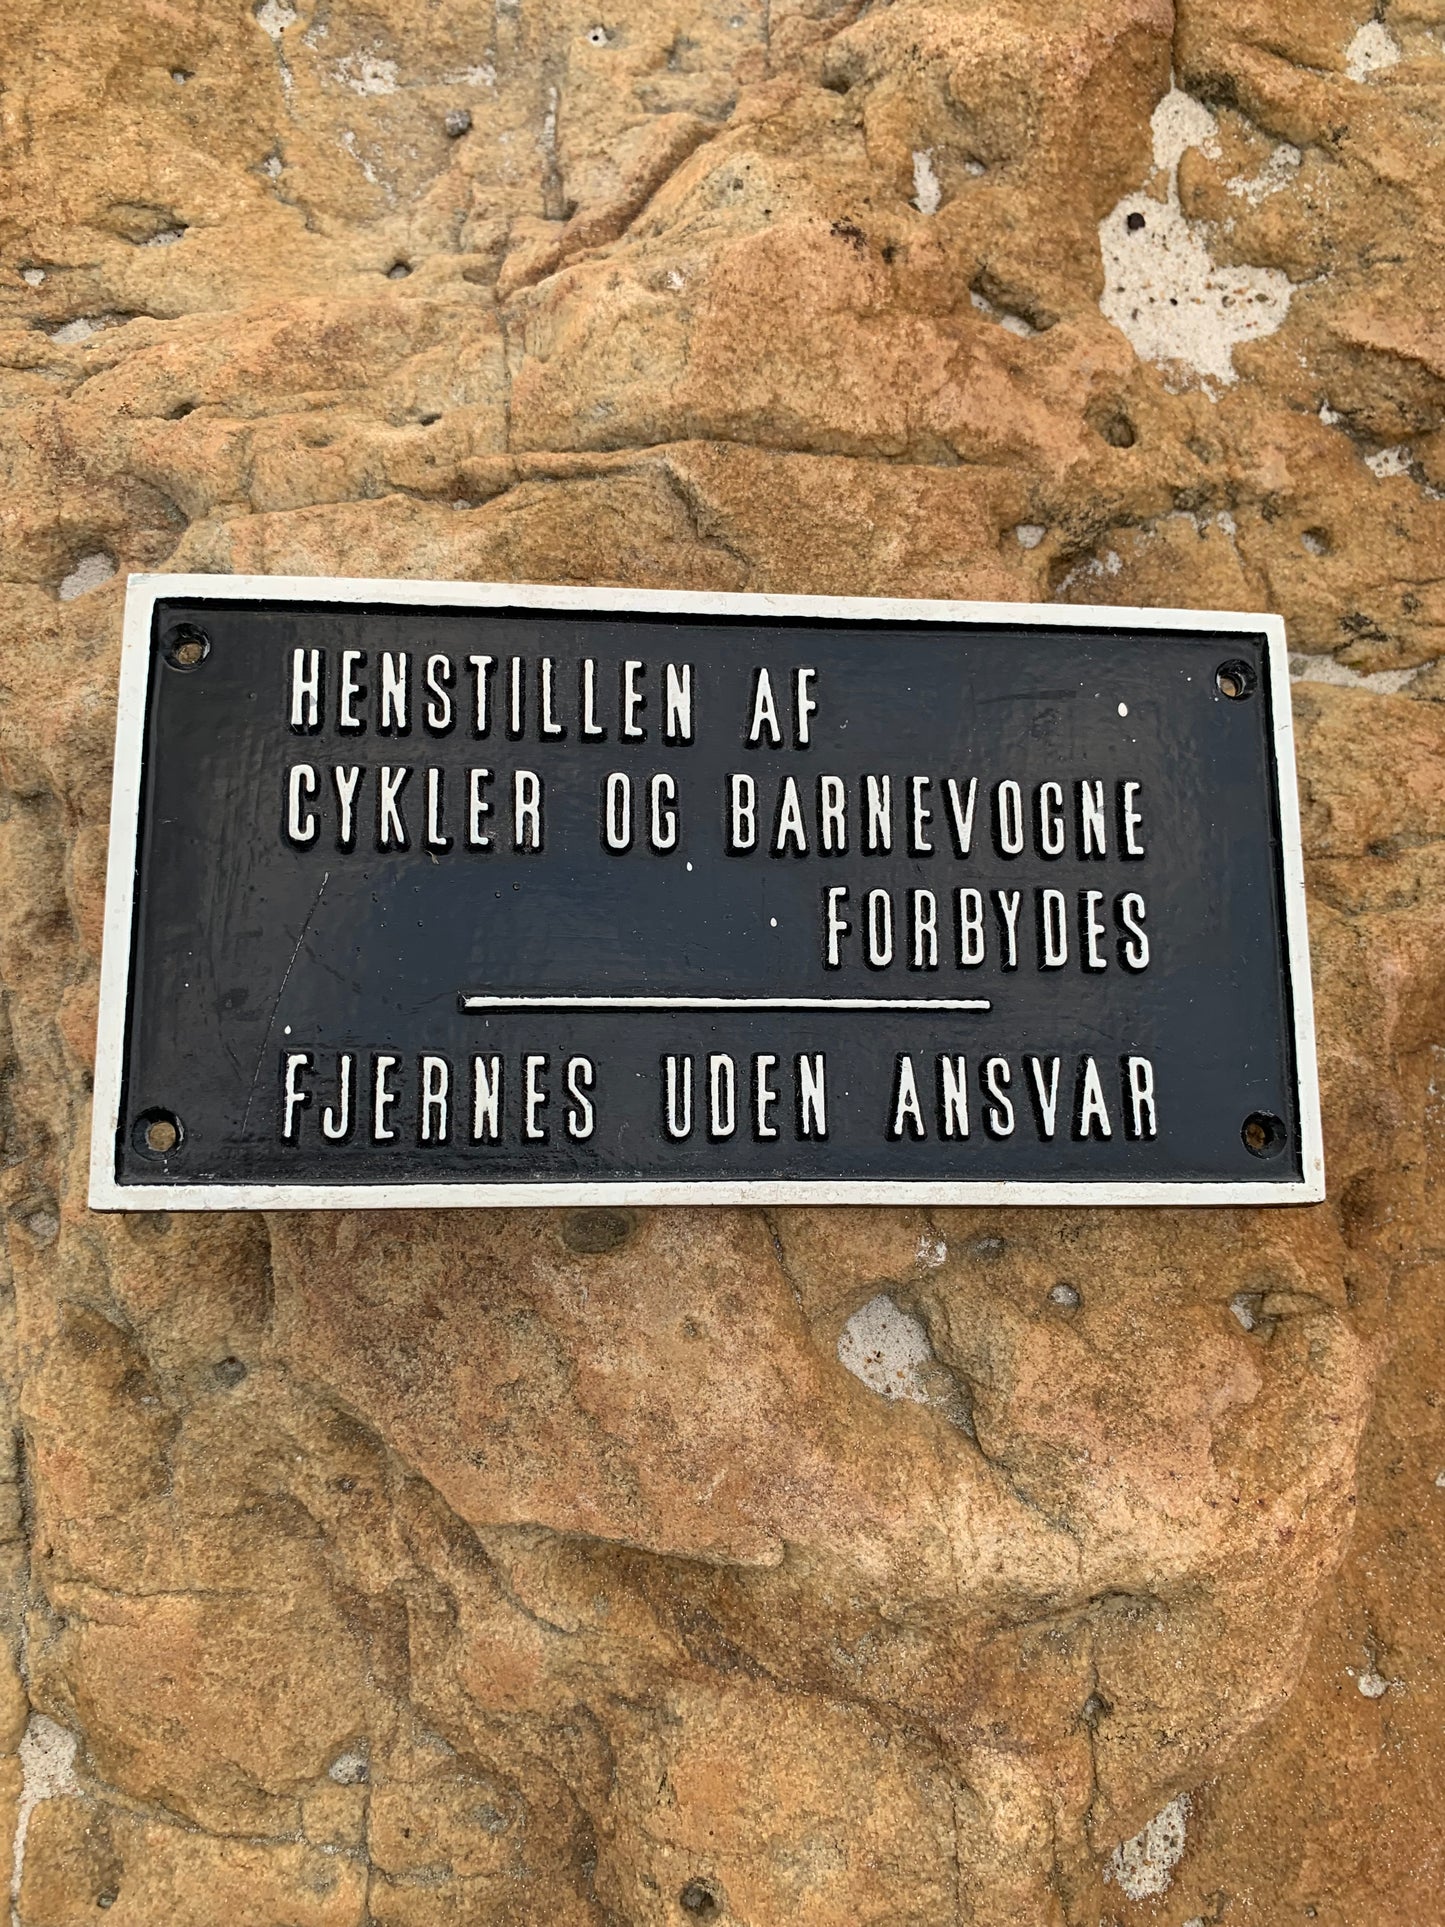 HENSTILLEN AF
CYKLER OG BARNEVOGNE
FORBYDES
FJERNES UDEN ANSVAR